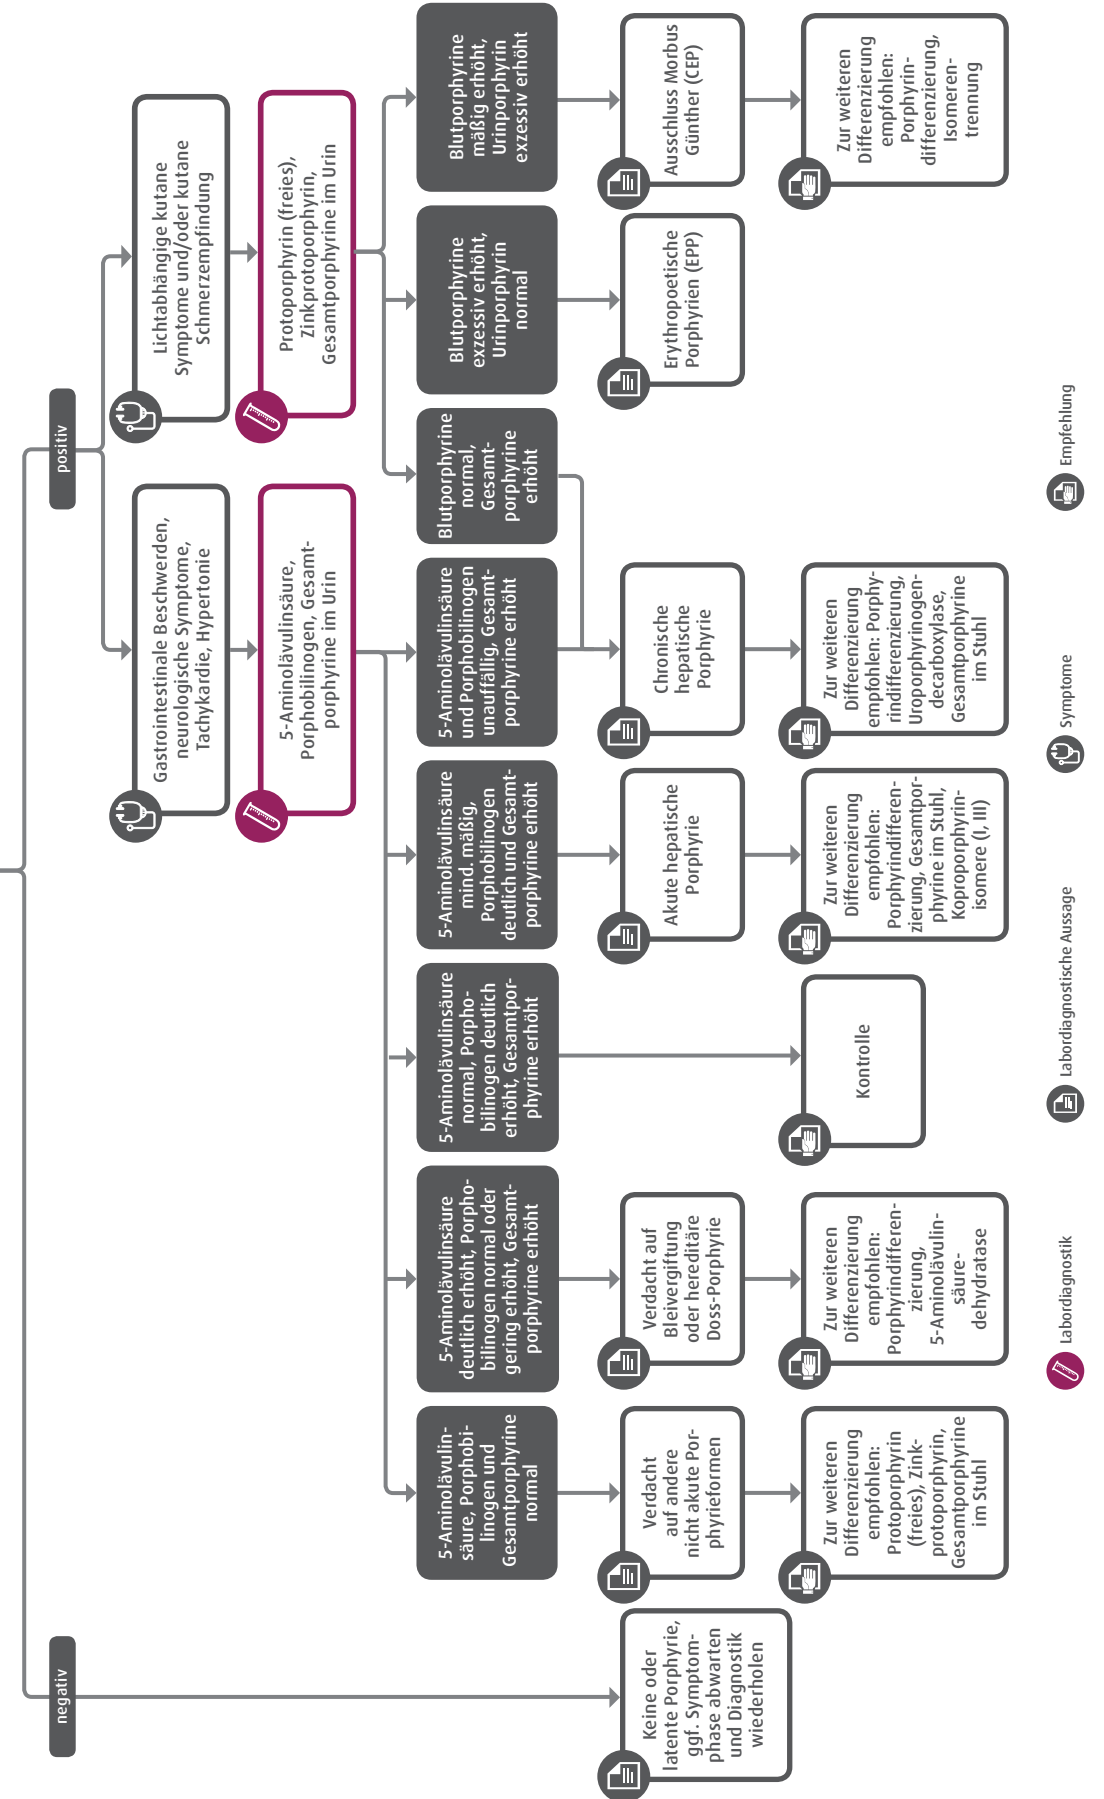 negativ
positiv
Gastrointestinale Beschwerden,
neurologische Symptome,
Tachykardie, Hypertonie
Lichtabhängige kutane
Symptome und/oder kutane
Schmerzempfindung
5-Aminolävulinsäure,
Porphobilinogen, Gesamt-
porphyrine im Urin
Protoporphyrin (freies),
Zinkprotoporphyrin,
Gesamtporphyrine im Urin
5-Aminolävulin-
säure, Porphobi-
linogen und
Gesamtporphyrine
normal
5-Aminolävulinsäure
deutlich erhöht, Porpho-
bilinogen normal oder
gering erhöht, Gesamt-
porphyrine erhöht
5-Aminolävulinsäure
normal, Porpho-
bilinogen deutlich
erhöht, Gesamtpor-
phyrine erhöht
5-Aminolävulinsäure
mind. mäßig,
Porphobilinogen
deutlich und Gesamt-
porphyrine erhöht
5-Aminolävulinsäure
und Porphobilinogen
unauffällig, Gesamt-
porphyrine erhöht
Blutporphyrine
normal,
Gesamt-
porphyrine
erhöht
Blutporphyrine
exzessiv erhöht,
Urinporphyrin
normal
Blutporphyrine
mäßig erhöht,
Urinporphyrin
exzessiv erhöht
Keine oder
latente Porphyrie,
ggf. Symptom-
phase abwarten
und Diagnostik
wiederholen
Verdacht
auf andere
nicht akute Por-
phyrieformen
Verdacht auf
Bleivergiftung
oder hereditäre
Doss-Porphyrie
Akute hepatische
Porphyrie
Chronische
hepatische
Porphyrie
Erythropoetische
Porphyrien (EPP)
Ausschluss Morbus
Günther (CEP)
Zur weiteren
Differenzierung
empfohlen:
Protoporphyrin
(freies), Zink-
protoporphyrin,
Gesamtporphyrine
im Stuhl
Zur weiteren
Differenzierung
empfohlen:
Porphyrindifferen-
zierung,
5-Aminolävulin-
säure-
dehydratase
Kontrolle
Zur weiteren
Differenzierung
empfohlen:
Porphyindifferen-
zierung, Gesamtpor-
phyrine im Stuhl,
Koproporphyrin-
isomere (I, III)
Zur weiteren
Differenzierung
empfohlen: Porphy-
rindifferenzierung,
Uroporphyrinogen-
decarboxylase,
Gesamtporphyrine
im Stuhl
Zur weiteren
Differenzierung
empfohlen:
Porphyrin-
differenzierung,
Isomeren-
trennung
Labordiagnostik
Labordiagnostische Aussage
Symptome
Empfehlung